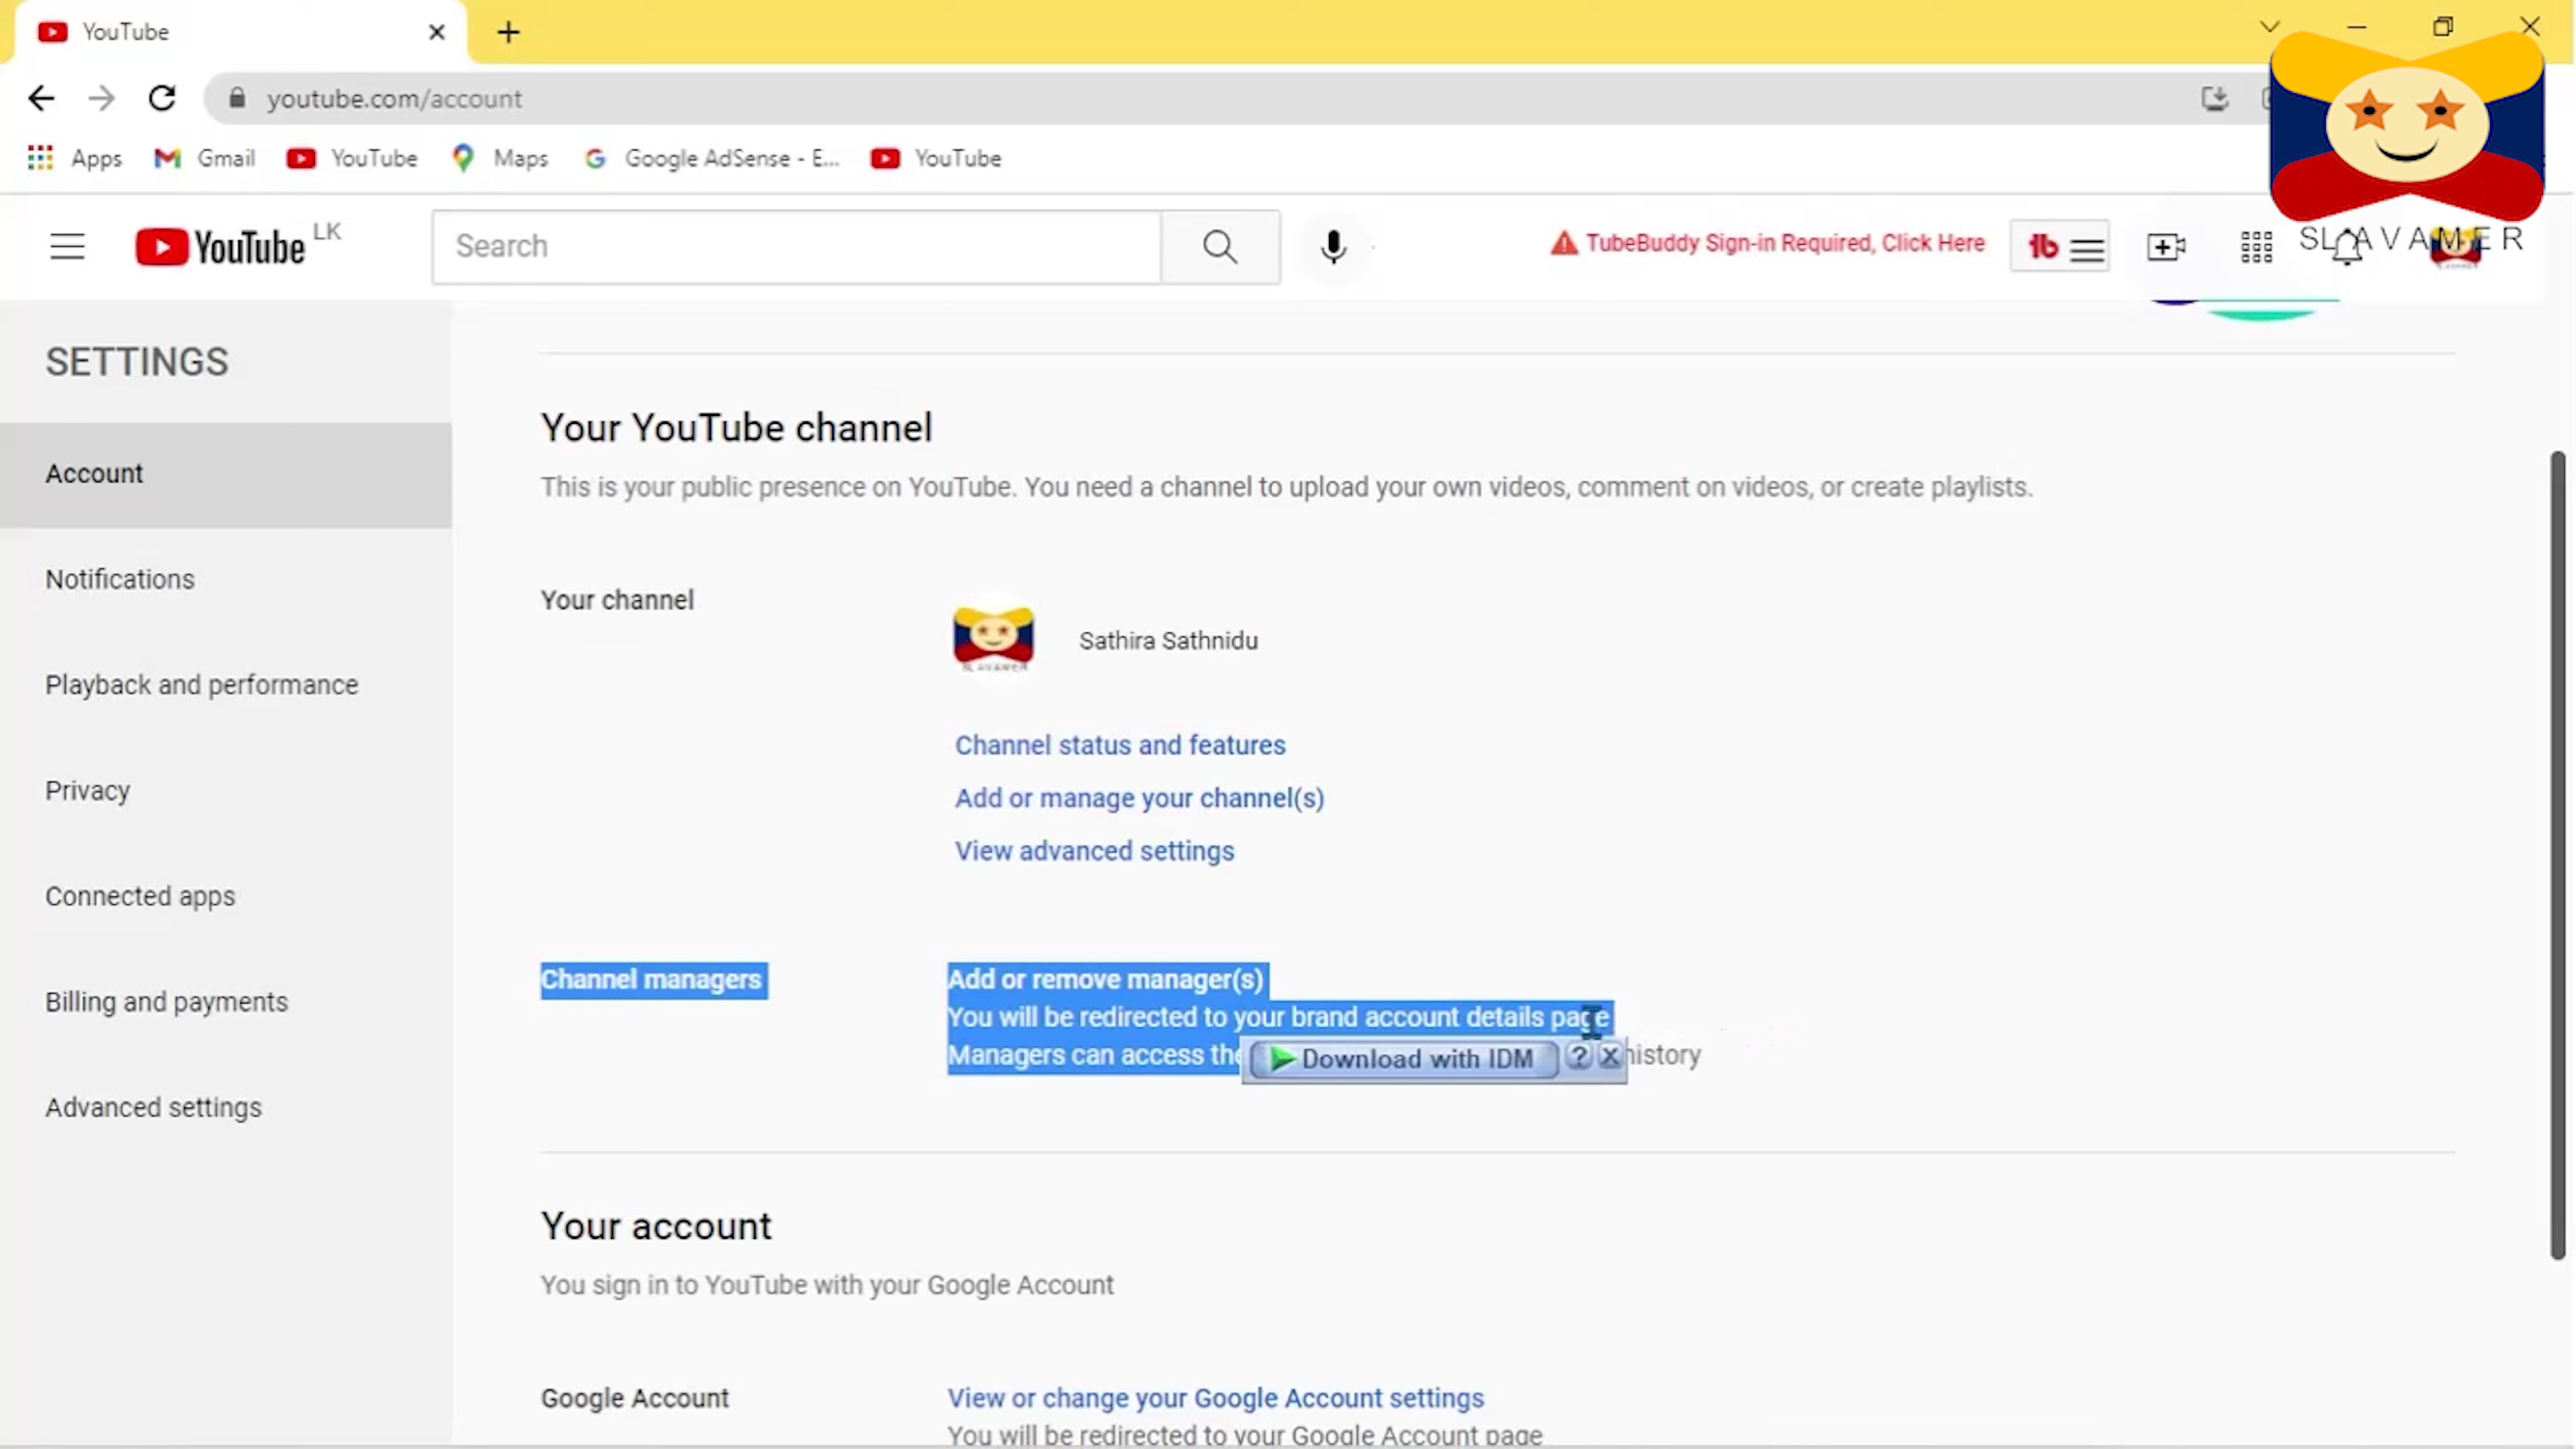 YouTube
youtube.com/account
Apps
Gmail
YouTube
Maps
Google AdSense - E...
YouTube
YouTube LK
Search
TubeBuddy Sign-in Required, Click Here
tb
SLAVAMER
SETTINGS
Account
Notifications
Playback and performance
Privacy
Connected apps
Billing and payments
Advanced settings
Your YouTube channel
This is your public presence on YouTube. You need a channel to upload your own videos, comment on videos, or create playlists.
Your channel
Sathira Sathnidu
Channel status and features
Add or manage your channel(s)
View advanced settings
Channel managers
Add or remove manager(s)
You will be redirected to your brand account details page
Managers can access the
Download with IDM
? X
history
Your account
You sign in to YouTube with your Google Account
Google Account
View or change your Google Account settings
You will be redirected to your Google Account page